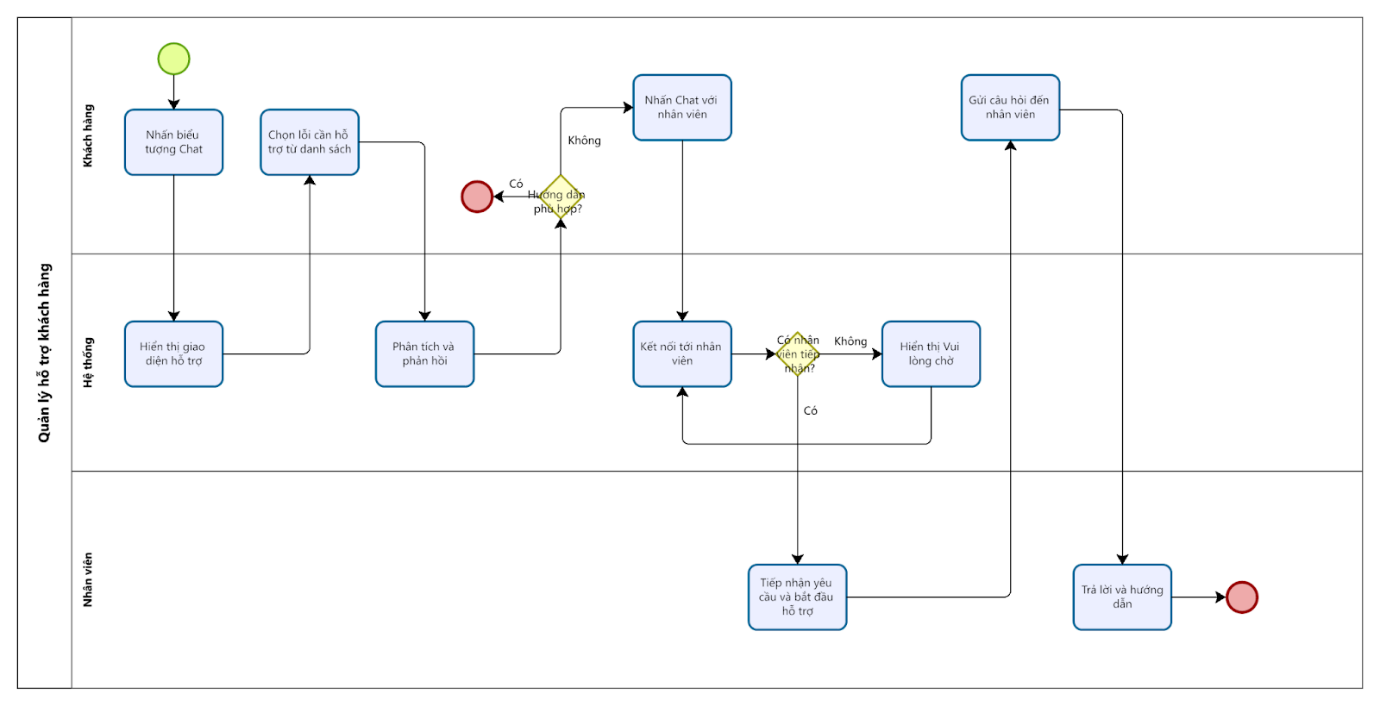 Quản lý hỗ trợ khách hàng
Khách hàng
Nhấn biểu
tượng Chat
Chọn lỗi cần hỗ
trợ từ danh sách
Có
Hướng dẫn
phù hợp?
Không
Nhấn Chat với
nhân viên
Gửi câu hỏi đến
nhân viên
Hệ thống
Hiển thị giao
diện hỗ trợ
Phân tích và
phản hồi
Kết nối tới nhân
viên
Có nhân
viên tiếp
nhận?
Không
Hiển thị Vui
lòng chờ
Có
Nhân viên
Tiếp nhận yêu
cầu và bắt đầu
hỗ trợ
Trả lời và hướng
dẫn